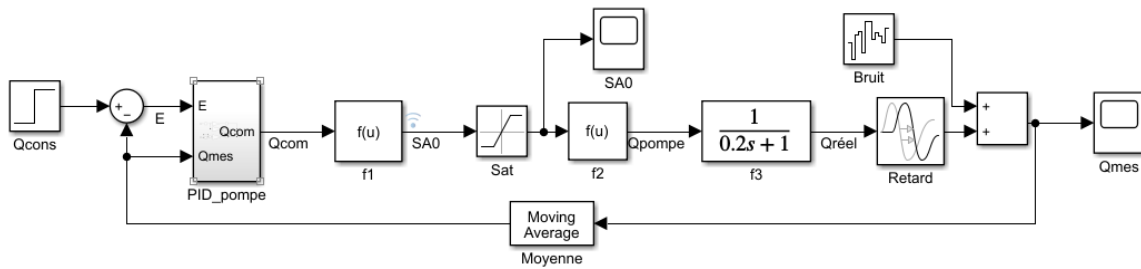 Qcons
+
−
E
E
Qmes
Qcom
PID_pompe
Qcom
f(u)
f1
SA0
Sat
SA0
f(u)
f2
Qpompe
1
0.2s + 1
f3
Qréel
Bruit
Retard
+
+
Qmes
Moving
Average
Moyenne